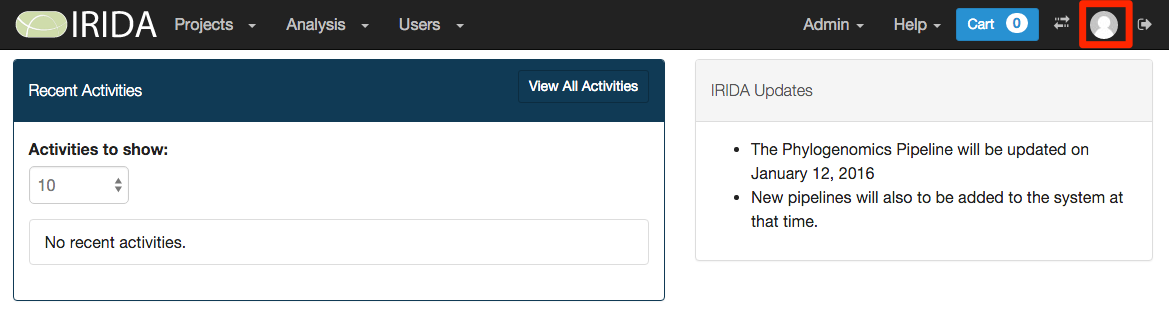 IRIDA Projects Analysis Users Admin Help Cart 0
Recent Activities View All Activities
IRIDA Updates
Activities to show:
10
No recent activities.
The Phylogenomics Pipeline will be updated on
January 12, 2016
New pipelines will also to be added to the system at
that time.